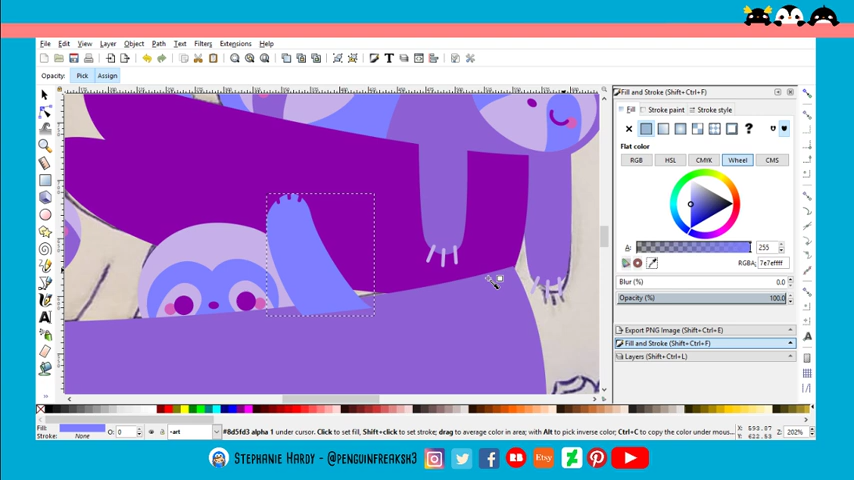 File Edit View Layer Object Path Text Filters Extensions Help
Opacity: Pick Assign
Fill and Stroke (Shift+Ctrl+F)
Fill Stroke paint Stroke style
Flat color
RGB HSL CMYK Wheel CMS
A: 255
RGBA: 7e7effff
Blur (%) 0.0
Opacity (%) 100.0
Export PNG Image (Shift+Ctrl+E)
Fill and Stroke (Shift+Ctrl+F)
Layers (Shift+Ctrl+L)
Fill: O: 0 -art #8d5fd3 alpha 1 under cursor. Click to set fill, Shift+click to set stroke; drag to average color in area; with Alt to pick inverse color; Ctrl+C to copy the color under mous... X: 593.07 Z: 202%
Stroke: None Y: 622.53
Stephanie Hardy - @penguinfreaksh3 RB Etsy